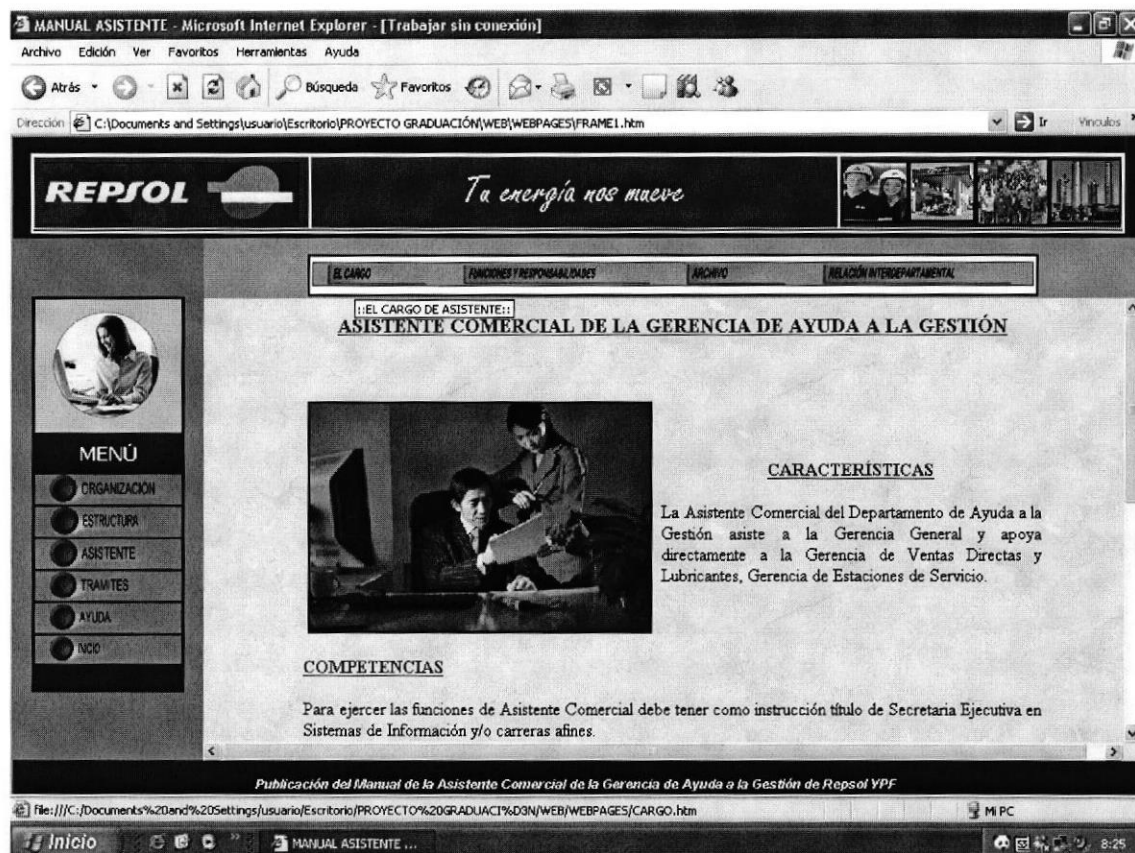 MANUAL ASISTENTE - Microsoft Internet Explorer - [Trabajar sin conexión]
Archivo Edición Ver Favoritos Herramientas Ayuda
Atrás Búsqueda Favoritos
Dirección C:\Documents and Settings\usuario\Escritorio\PROYECTO GRADUACIÓN\WEB\WEBPAGES\FRAME1.htm Ir Vínculos »
REPSOL Tu energía nos mueve
EL CARGO FUNCIONES Y RESPONSABILIDADES ARCHIVO RELACIÓN INTERDEPARTAMENTAL
::EL CARGO DE ASISTENTE::
ASISTENTE COMERCIAL DE LA GERENCIA DE AYUDA A LA GESTIÓN
MENÚ
ORGANIZACIÓN
ESTRUCTURA
ASISTENTE
TRAMITES
AYUDA
INICIO
CARACTERÍSTICAS
La Asistente Comercial del Departamento de Ayuda a la
Gestión asiste a la Gerencia General y apoya
directamente a la Gerencia de Ventas Directas y
Lubricantes, Gerencia de Estaciones de Servicio.
COMPETENCIAS
Para ejercer las funciones de Asistente Comercial debe tener como instrucción título de Secretaria Ejecutiva en
Sistemas de Información y/o carreras afines.
Publicación del Manual de la Asistente Comercial de la Gerencia de Ayuda a la Gestión de Repsol YPF
file:///C:/Documents%20and%20Settings/usuario/Escritorio/PROYECTO%20GRADUACI%D3N/WEB/WEBPAGES/CARGO.htm Mi PC
Inicio » MANUAL ASISTENTE ... 8:25